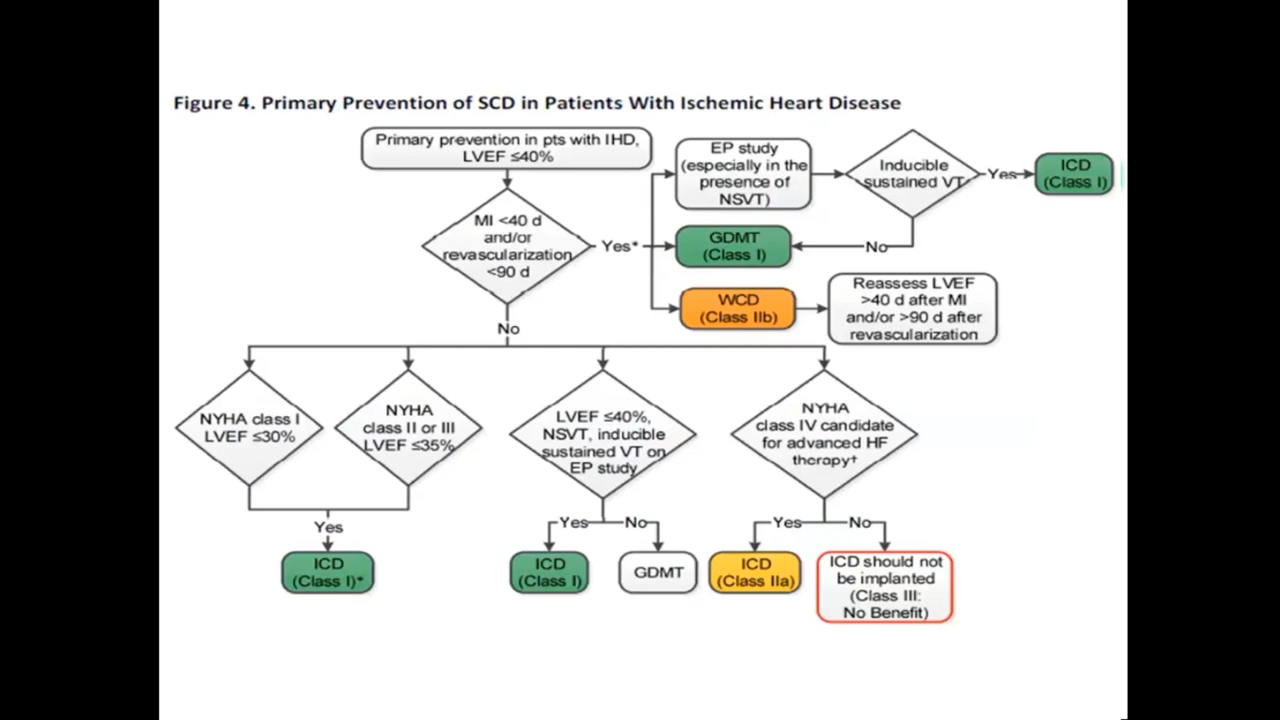 Figure 4. Primary Prevention of SCD in Patients With Ischemic Heart Disease
Primary prevention in pts with IHD,
LVEF ≤40%
EP study
(especially in the
presence of
NSVT)
Inducible
sustained VT
Yes
ICD
(Class I)
MI <40 d
and/or
revascularization
<90 d
Yes*
GDMT
(Class I)
No
WCD
(Class IIb)
Reassess LVEF
>40 d after MI
and/or >90 d after
revascularization
No
NYHA class I
LVEF ≤30%
NYHA
class II or III
LVEF ≤35%
LVEF ≤40%,
NSVT, inducible
sustained VT on
EP study
NYHA
class IV candidate
for advanced HF
therapy†
Yes
Yes
No
Yes
No
ICD
(Class I)*
ICD
(Class I)
GDMT
ICD
(Class IIa)
ICD should not
be implanted
(Class III:
No Benefit)